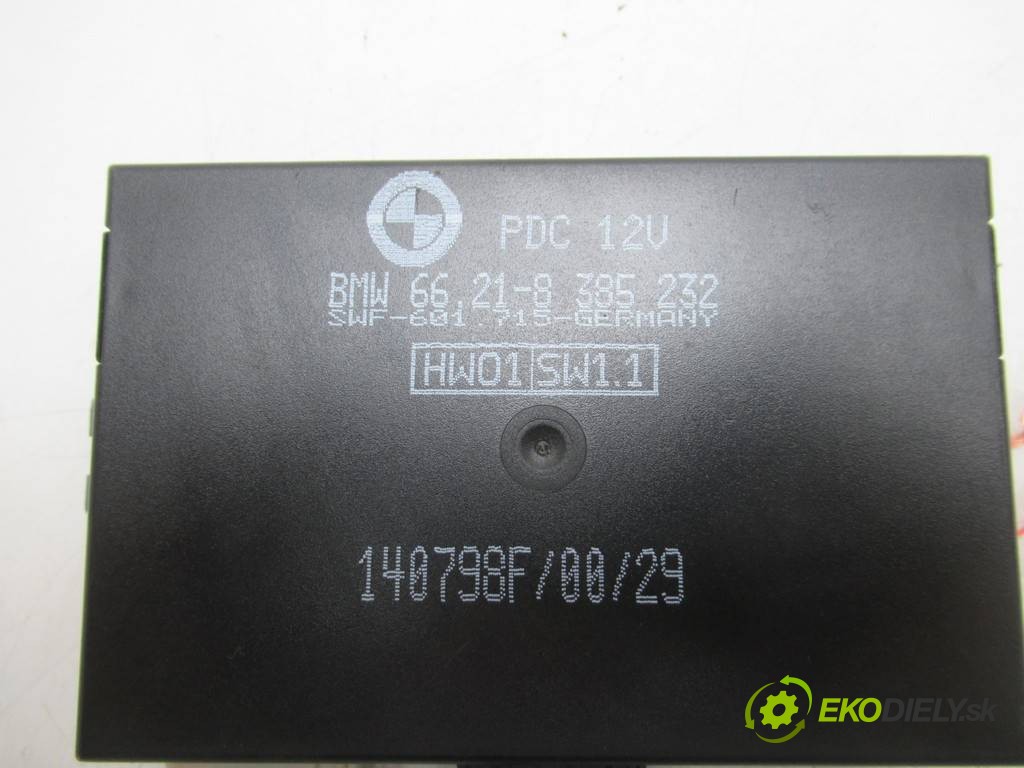 PDC 12V
BMW 66.21-8 385 232
SWF-601.715-GERMANY
HW01 SW1.1
140798F/00/29
EKODIELY.sk